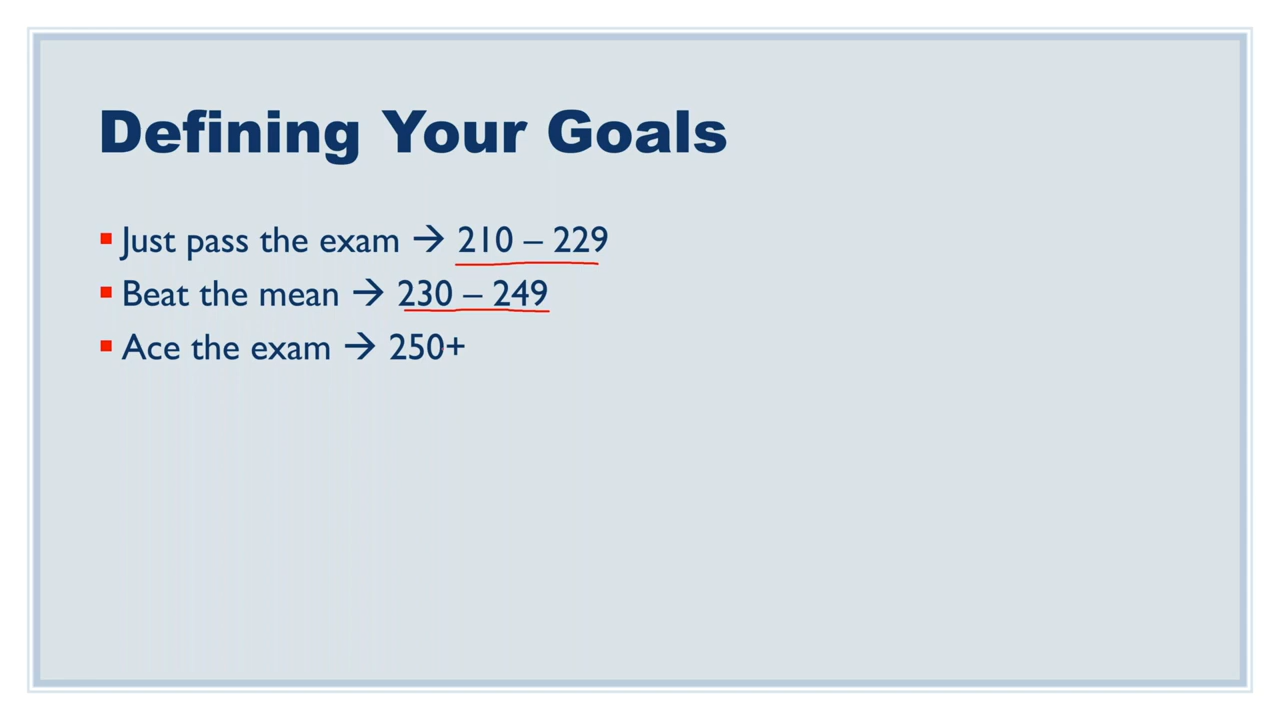 Defining Your Goals
▪ Just pass the exam → 210 – 229
▪ Beat the mean → 230 – 249
▪ Ace the exam → 250+